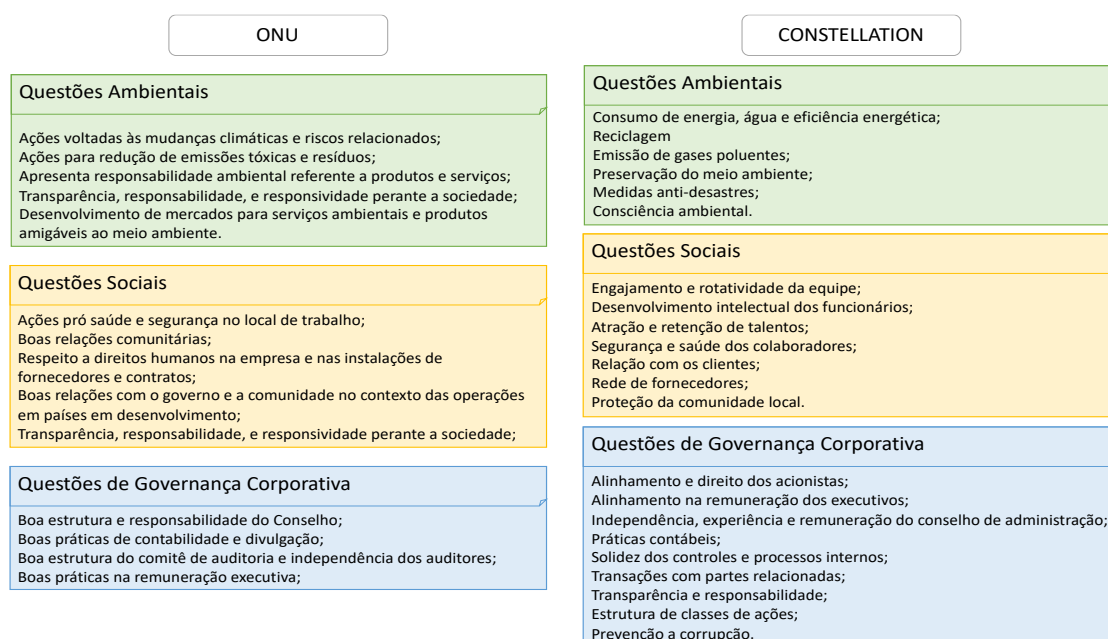 ONU
Questões Ambientais
Ações voltadas às mudanças climáticas e riscos relacionados;
Ações para redução de emissões tóxicas e resíduos;
Apresenta responsabilidade ambiental referente a produtos e serviços;
Transparência, responsabilidade, e responsividade perante a sociedade;
Desenvolvimento de mercados para serviços ambientais e produtos
amigáveis ao meio ambiente.
Questões Sociais
Ações pró saúde e segurança no local de trabalho;
Boas relações comunitárias;
Respeito a direitos humanos na empresa e nas instalações de
fornecedores e contratos;
Boas relações com o governo e a comunidade no contexto das operações
em países em desenvolvimento;
Transparência, responsabilidade, e responsividade perante a sociedade;
Questões de Governança Corporativa
Boa estrutura e responsabilidade do Conselho;
Boas práticas de contabilidade e divulgação;
Boa estrutura do comitê de auditoria e independência dos auditores;
Boas práticas na remuneração executiva;
CONSTELLATION
Questões Ambientais
Consumo de energia, água e eficiência energética;
Reciclagem
Emissão de gases poluentes;
Preservação do meio ambiente;
Medidas anti-desastres;
Consciência ambiental.
Questões Sociais
Engajamento e rotatividade da equipe;
Desenvolvimento intelectual dos funcionários;
Atração e retenção de talentos;
Segurança e saúde dos colaboradores;
Relação com os clientes;
Rede de fornecedores;
Proteção da comunidade local.
Questões de Governança Corporativa
Alinhamento e direito dos acionistas;
Alinhamento na remuneração dos executivos;
Independência, experiência e remuneração do conselho de administração;
Práticas contábeis;
Solidez dos controles e processos internos;
Transações com partes relacionadas;
Transparência e responsabilidade;
Estrutura de classes de ações;
Prevenção a corrupção.